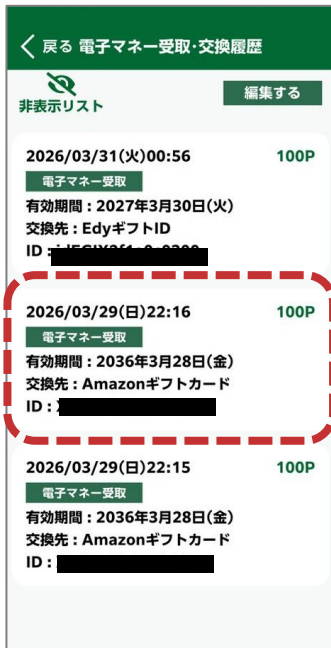 戻る 電子マネー受取・交換履歴
非表示リスト
編集する
2026/03/31(火)00:56 100P
電子マネー受取
有効期間：2027年3月30日(火)
交換先：EdyギフトID
ID：
2026/03/29(日)22:16 100P
電子マネー受取
有効期間：2036年3月28日(金)
交換先：Amazonギフトカード
ID：
2026/03/29(日)22:15 100P
電子マネー受取
有効期間：2036年3月28日(金)
交換先：Amazonギフトカード
ID：